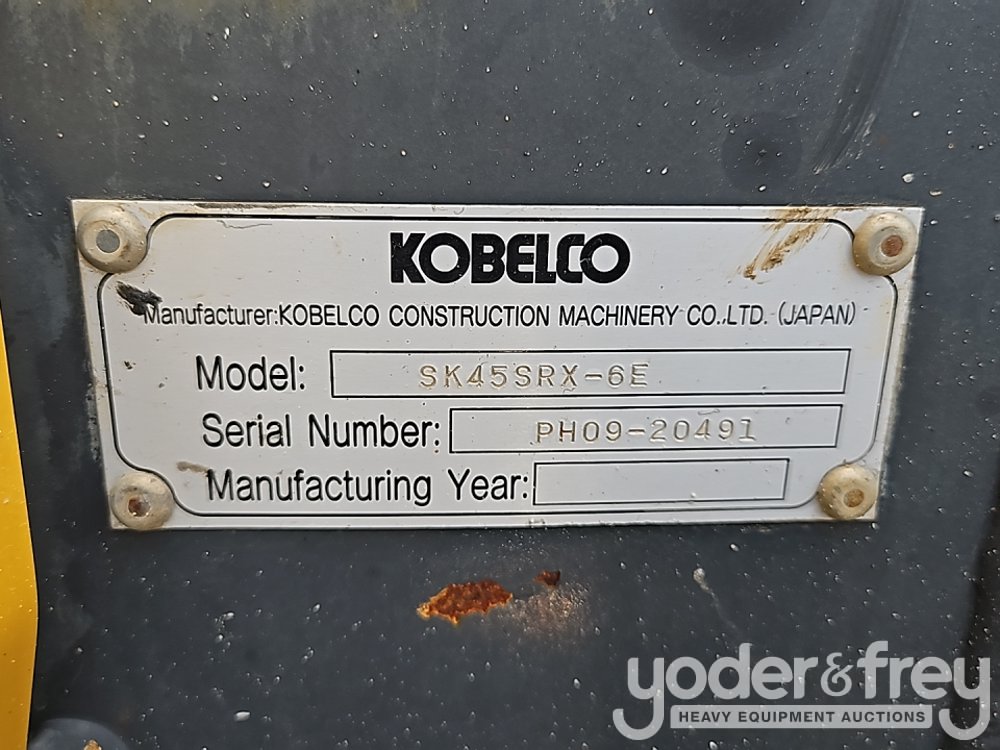 KOBELCO
Manufacturer:KOBELCO CONSTRUCTION MACHINERY CO.,LTD. (JAPAN)
Model: SK45SRX-6E
Serial Number: PH09-20491
Manufacturing Year:
yoder&frey
HEAVY EQUIPMENT AUCTIONS